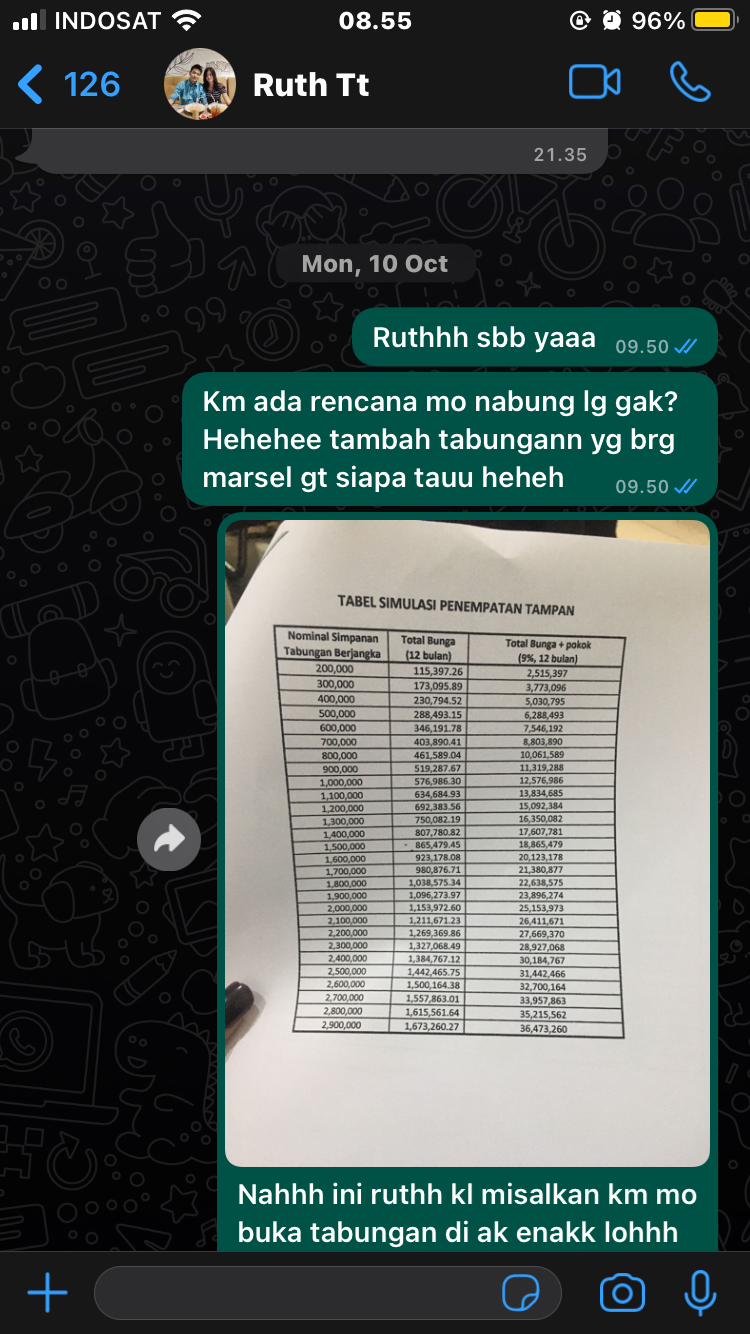 INDOSAT 08.55 96%
126 Ruth Tt
21.35
Mon, 10 Oct
Ruthhh sbb yaaa 09.50
Km ada rencana mo nabung lg gak?
Hehehee tambah tabungann yg brg
marsel gt siapa tauu heheh 09.50
TABEL SIMULASI PENEMPATAN TAMPAN
Nominal Simpanan Total Bunga Total Bunga + pokok
Tabungan Berjangka (12 bulan) (9%, 12 bulan)
200,000 115,397.26 2,515,397
300,000 173,095.89 3,773,096
400,000 230,794.52 5,030,795
500,000 288,493.15 6,288,493
600,000 346,191.78 7,546,192
700,000 403,890.41 8,803,890
800,000 461,589.04 10,061,589
900,000 519,287.67 11,319,288
1,000,000 576,986.30 12,576,986
1,100,000 634,684.93 13,834,685
1,200,000 692,383.56 15,092,384
1,300,000 750,082.19 16,350,082
1,400,000 807,780.82 17,607,781
1,500,000 865,479.45 18,865,479
1,600,000 923,178.08 20,123,178
1,700,000 980,876.71 21,380,877
1,800,000 1,038,575.34 22,638,575
1,900,000 1,096,273.97 23,896,274
2,000,000 1,153,972.60 25,153,973
2,100,000 1,211,671.23 26,411,671
2,200,000 1,269,369.86 27,669,370
2,300,000 1,327,068.49 28,927,068
2,400,000 1,384,767.12 30,184,767
2,500,000 1,442,465.75 31,442,466
2,600,000 1,500,164.38 32,700,164
2,700,000 1,557,863.01 33,957,863
2,800,000 1,615,561.64 35,215,562
2,900,000 1,673,260.27 36,473,260
Nahhh ini ruthh kl misalkan km mo
buka tabungan di ak enakk lohhh